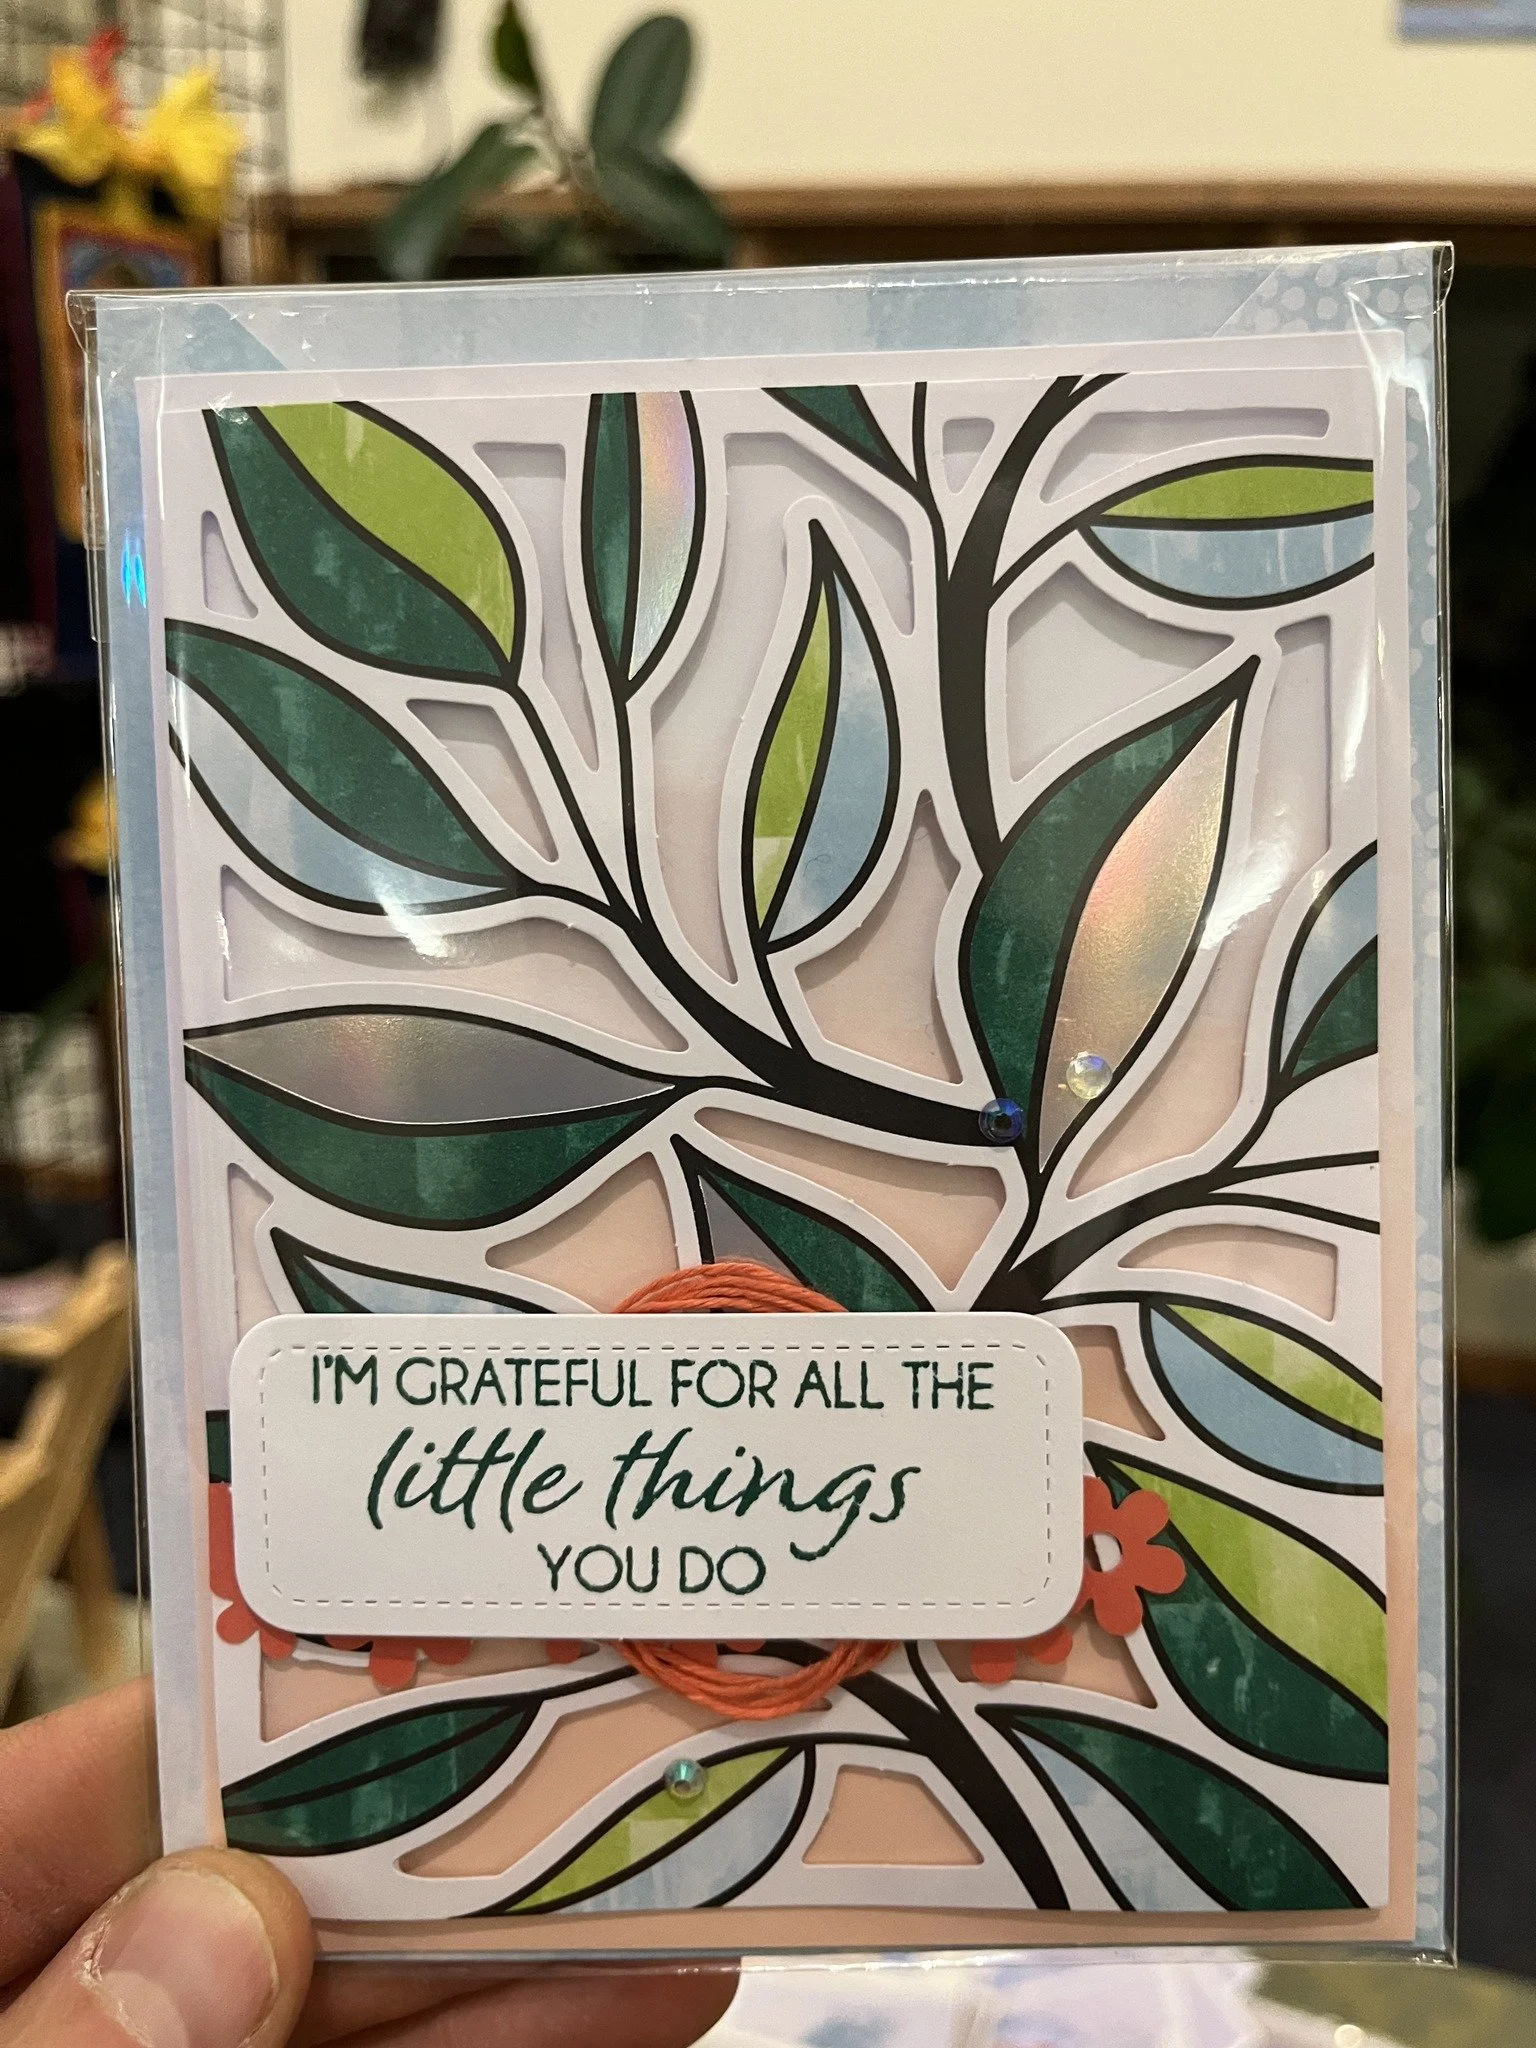 I'M GRATEFUL FOR ALL THE
little things
YOU DO